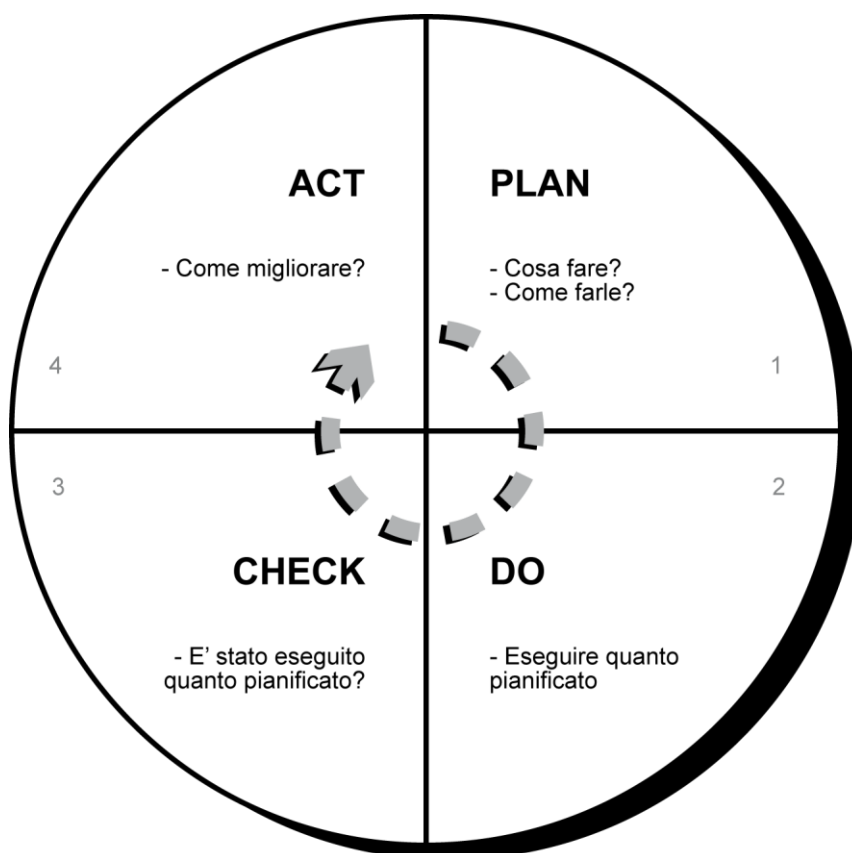 ACT
- Come migliorare?
4
PLAN
- Cosa fare?
- Come farle?
1
3
CHECK
- E' stato eseguito
quanto pianificato?
2
DO
- Eseguire quanto
pianificato